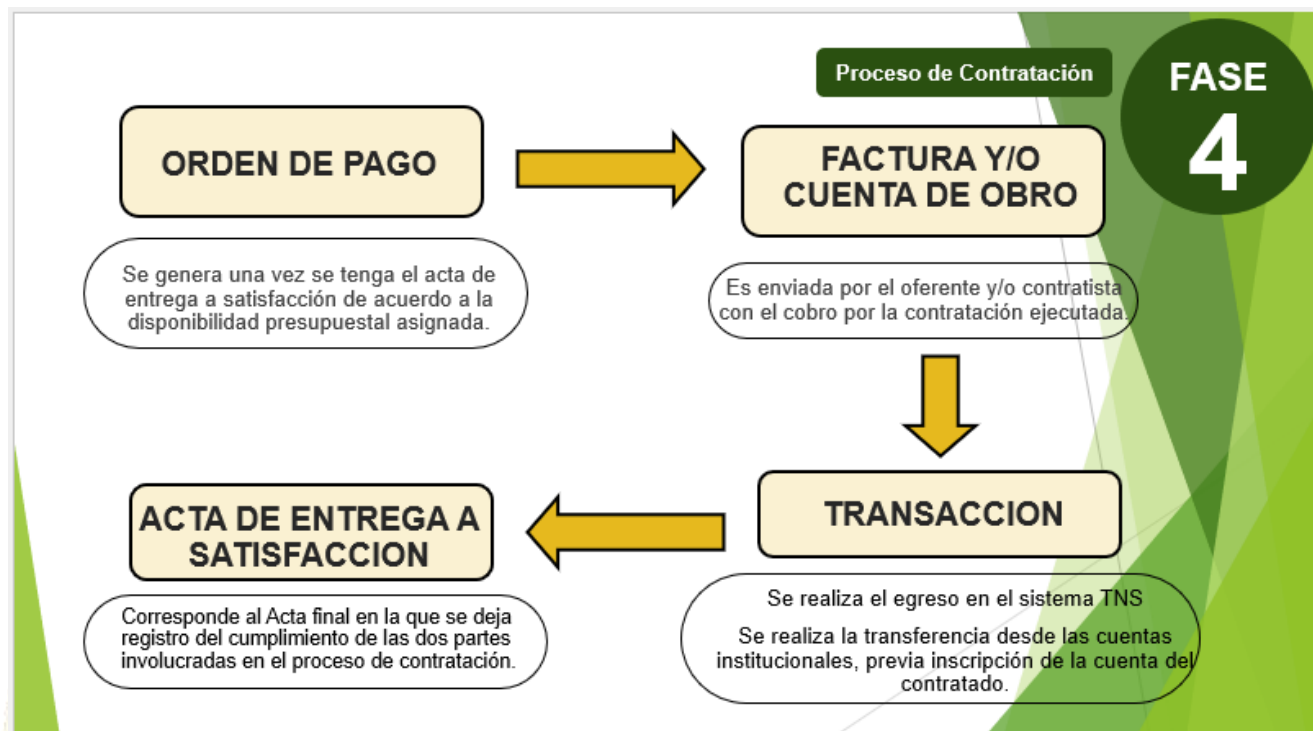 Proceso de Contratación
FASE
4
ORDEN DE PAGO
Se genera una vez se tenga el acta de
entrega a satisfacción de acuerdo a la
disponibilidad presupuestal asignada.
FACTURA Y/O
CUENTA DE OBRO
Es enviada por el oferente y/o contratista
con el cobro por la contratación ejecutada.
TRANSACCION
Se realiza el egreso en el sistema TNS
Se realiza la transferencia desde las cuentas
institucionales, previa inscripción de la cuenta del
contratado.
ACTA DE ENTREGA A
SATISFACCION
Corresponde al Acta final en la que se deja
registro del cumplimiento de las dos partes
involucradas en el proceso de contratación.